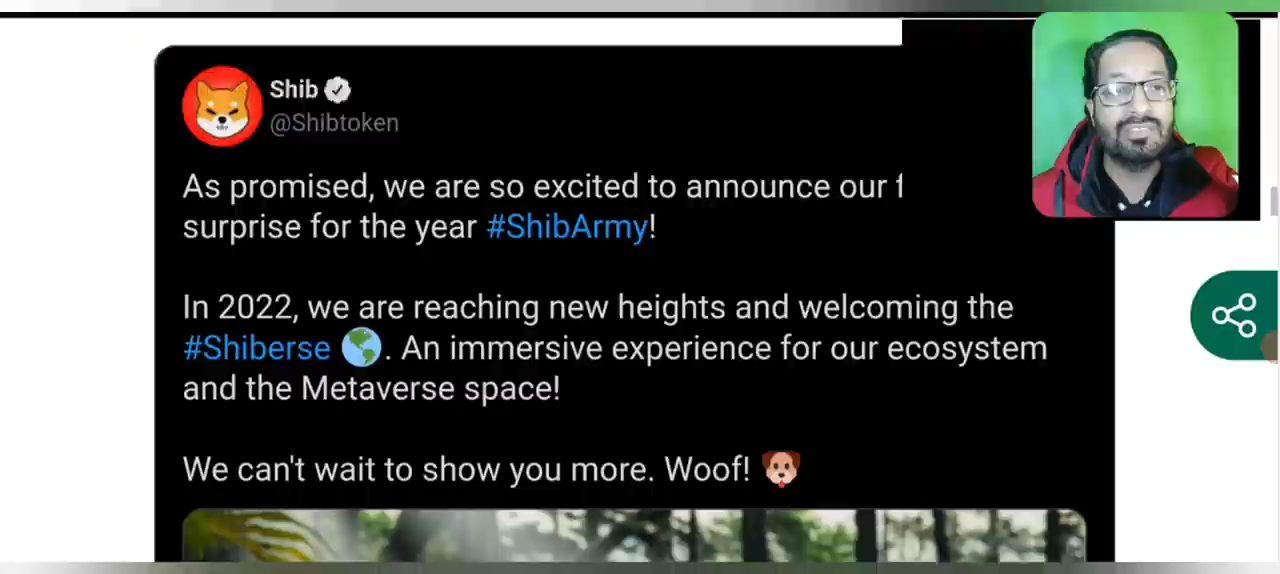 Shib
@Shibtoken
As promised, we are so excited to announce our
surprise for the year #ShibArmy!
In 2022, we are reaching new heights and welcoming the
#Shiberse 🌎. An immersive experience for our ecosystem
and the Metaverse space!
We can't wait to show you more. Woof! 🐶